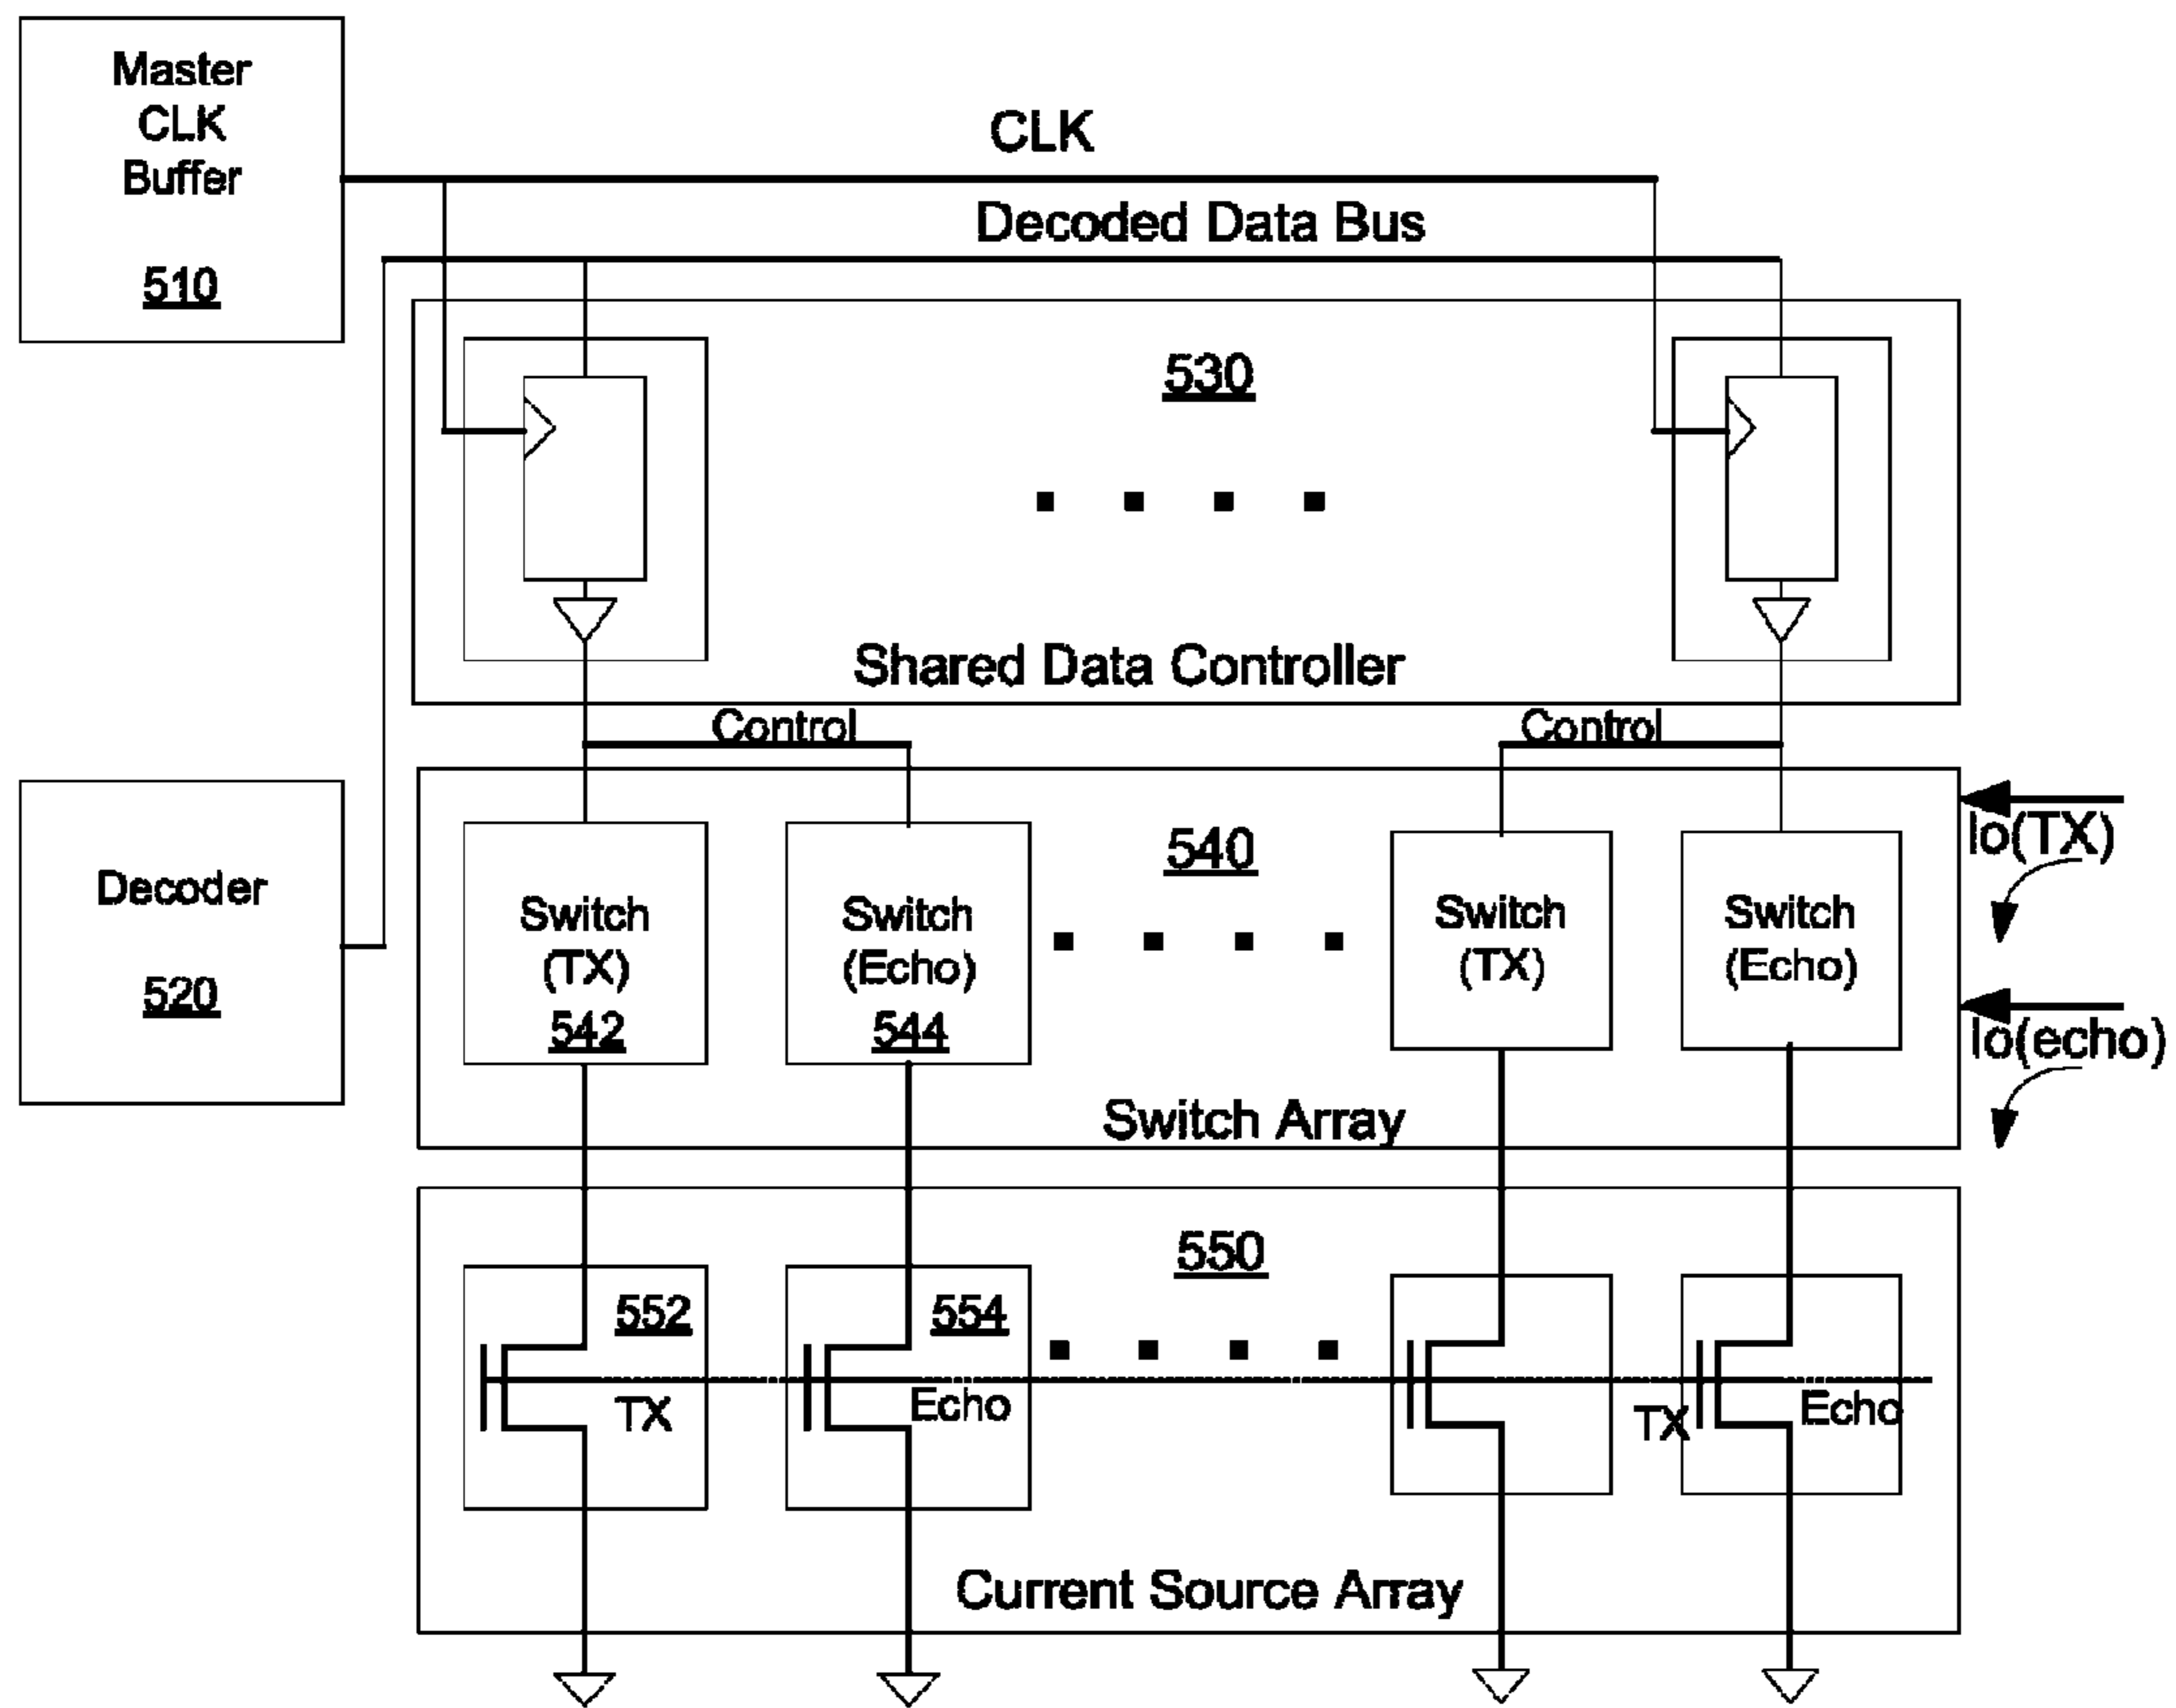 Master
CLK
Buffer
510
CLK
Decoded Data Bus
530
Shared Data Controller
Control
Control
Decoder
520
540
Switch
(TX)
542
Switch
(Echo)
544
Switch
(TX)
Switch
(Echo)
Io(TX)
Io(echo)
Switch Array
550
552
TX
554
Echo
TX
Echo
Current Source Array